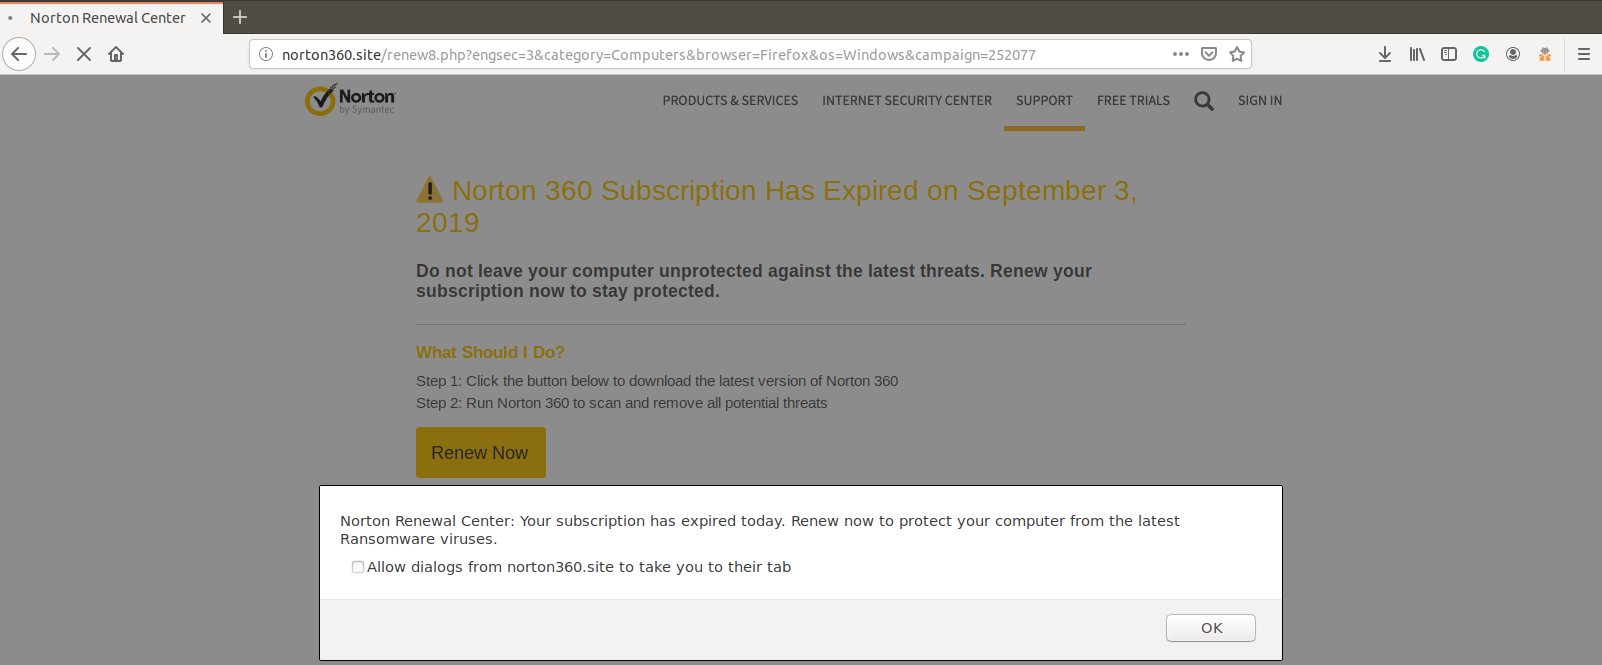 Norton Renewal Center
norton360.site/renew8.php?engsec=3&category=Computers&browser=Firefox&os=Windows&campaign=252077
Norton
by Symantec
PRODUCTS & SERVICES
INTERNET SECURITY CENTER
SUPPORT
FREE TRIALS
SIGN IN
Norton 360 Subscription Has Expired on September 3,
2019
Do not leave your computer unprotected against the latest threats. Renew your
subscription now to stay protected.
What Should I Do?
Step 1: Click the button below to download the latest version of Norton 360
Step 2: Run Norton 360 to scan and remove all potential threats
Renew Now
Norton Renewal Center: Your subscription has expired today. Renew now to protect your computer from the latest
Ransomware viruses.
Allow dialogs from norton360.site to take you to their tab
OK